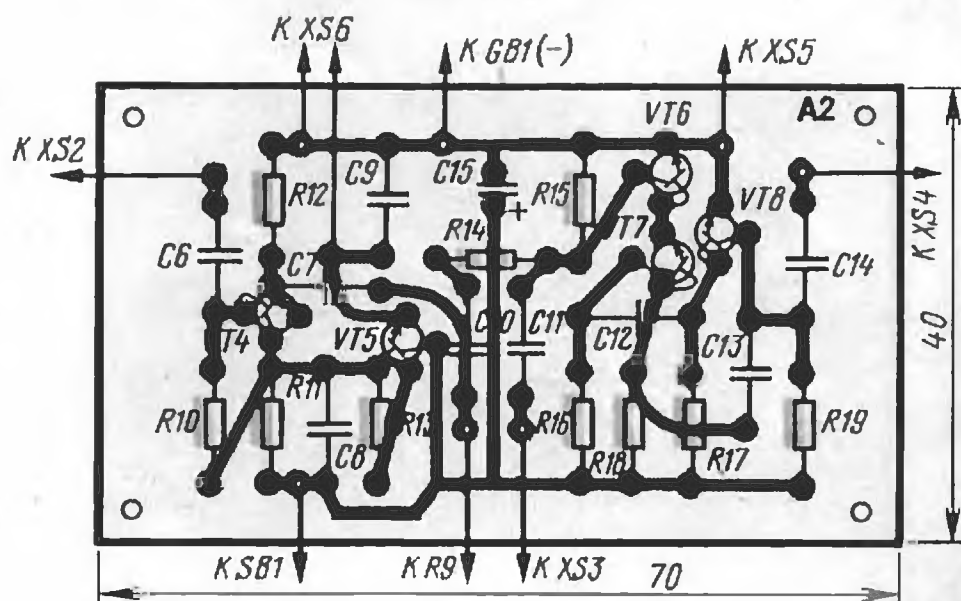 К XS6
К GB1 (-)
К XS5
A2
VT6
К XS2
R12
C9
C15
+
R15
VT8
К XS4
R14
VT7
C6
C7
C14
T4
VT5
C10
C11
C12
C13
40
R10
R11
C8
R13
R16
R18
R17
R19
К SB1
К R9
К XS3
70